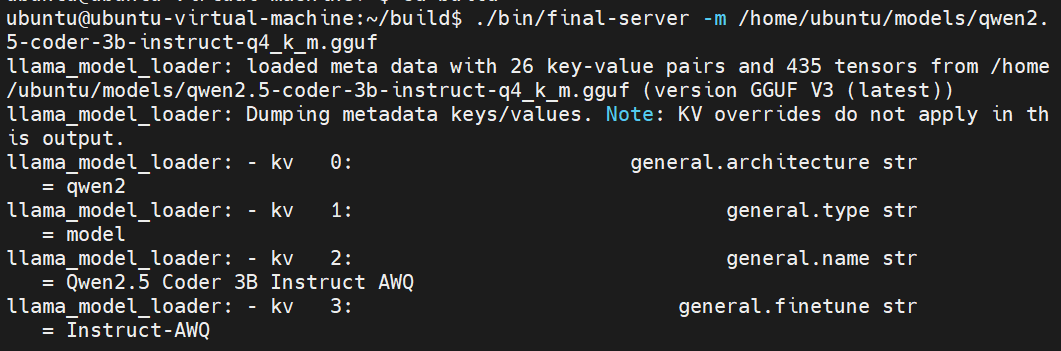 ubuntu@ubuntu-virtual-machine:~/build$ ./bin/final-server -m /home/ubuntu/models/qwen2.
5-coder-3b-instruct-q4_k_m.gguf
llama_model_loader: loaded meta data with 26 key-value pairs and 435 tensors from /home
/ubuntu/models/qwen2.5-coder-3b-instruct-q4_k_m.gguf (version GGUF V3 (latest))
llama_model_loader: Dumping metadata keys/values. Note: KV overrides do not apply in th
is output.
llama_model_loader: - kv   0:                       general.architecture str
   = qwen2
llama_model_loader: - kv   1:                               general.type str
   = model
llama_model_loader: - kv   2:                               general.name str
   = Qwen2.5 Coder 3B Instruct AWQ
llama_model_loader: - kv   3:                           general.finetune str
   = Instruct-AWQ